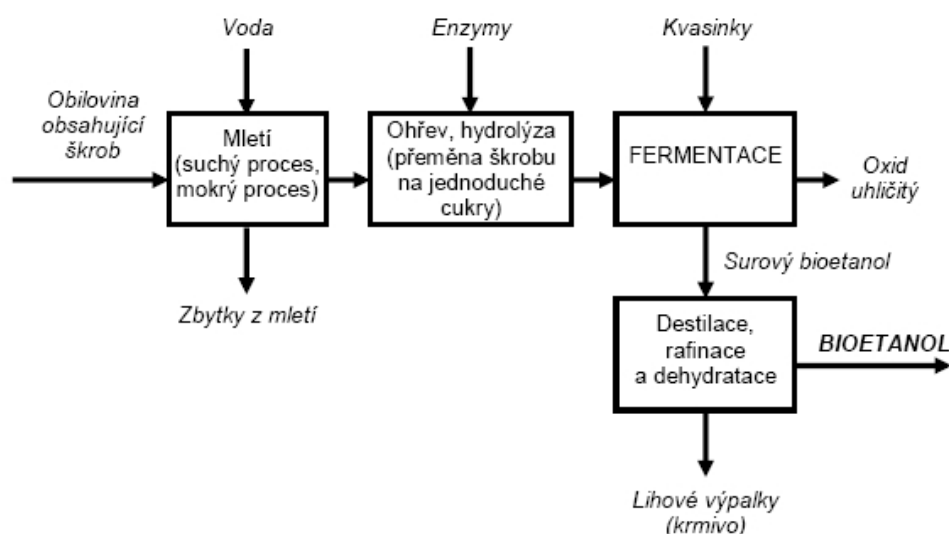 Voda
Enzymy
Kvasinky
Obilovina
obsahující
škrob
Mletí
(suchý proces,
mokrý proces)
Ohřev, hydrolýza
(přeměna škrobu
na jednoduché
cukry)
FERMENTACE
Oxid
uhličitý
Zbytky z mletí
Surový bioetanol
Destilace,
rafinace
a dehydratace
BIOETANOL
Lihové výpalky
(krmivo)